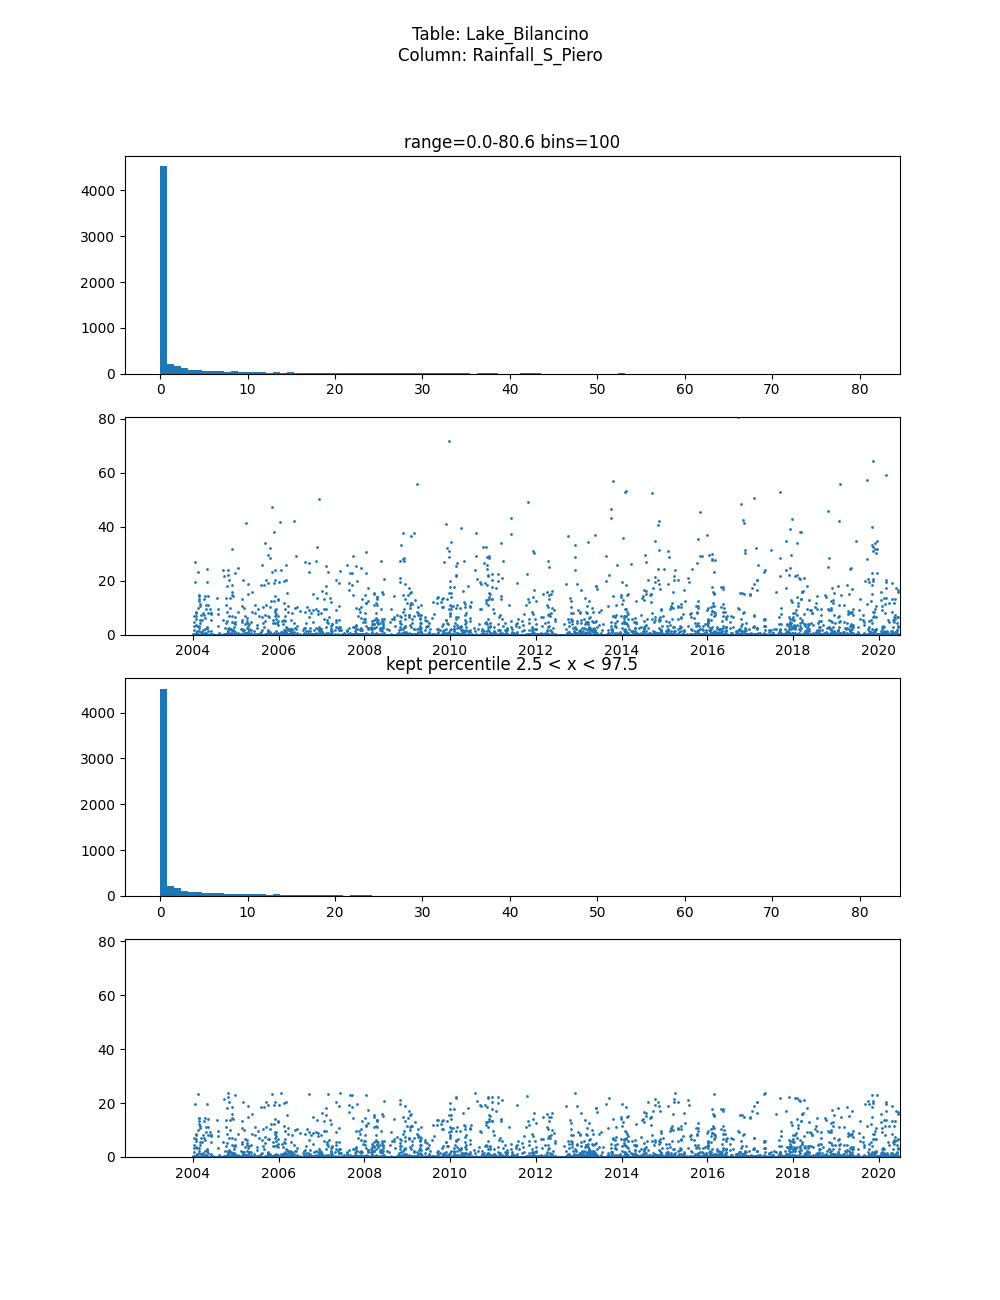 Table: Lake_Bilancino
Column: Rainfall_S_Piero
range=0.0-80.6 bins=100
4000
3000
2000
1000
0
0 10 20 30 40 50 60 70 80
80
60
40
20
0
2004 2006 2008 2010 2012 2014 2016 2018 2020
kept percentile 2.5 < x < 97.5
4000
3000
2000
1000
0
0 10 20 30 40 50 60 70 80
80
60
40
20
0
2004 2006 2008 2010 2012 2014 2016 2018 2020